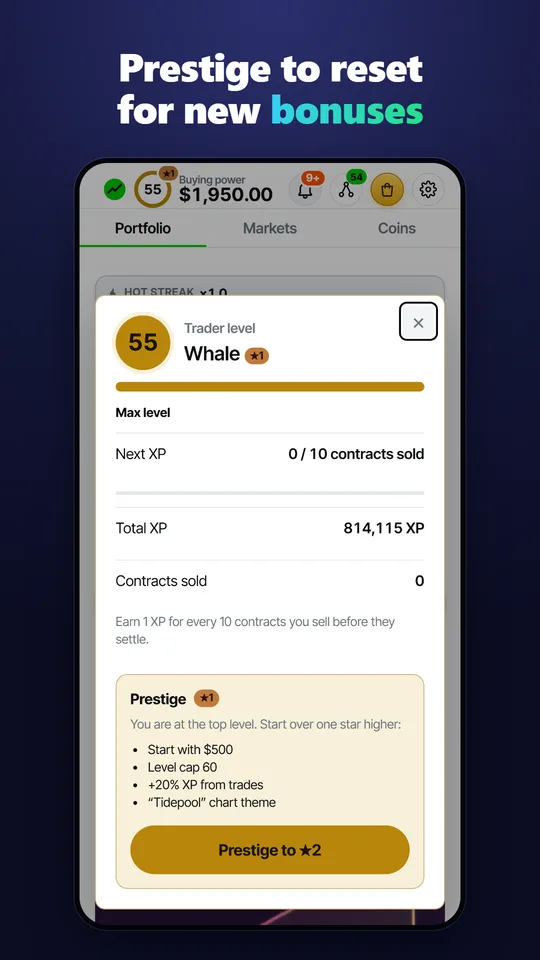 Prestige to reset
for new bonuses
55
★1
Buying power
$1,950.00
9+
54
Portfolio
Markets
Coins
HOT STREAK ×1.0
55
Trader level
Whale ★1
×
Max level
Next XP
0 / 10 contracts sold
Total XP
814,115 XP
Contracts sold
0
Earn 1 XP for every 10 contracts you sell before they
settle.
Prestige ★1
You are at the top level. Start over one star higher:
• Start with $500
• Level cap 60
• +20% XP from trades
• “Tidepool” chart theme
Prestige to ★2